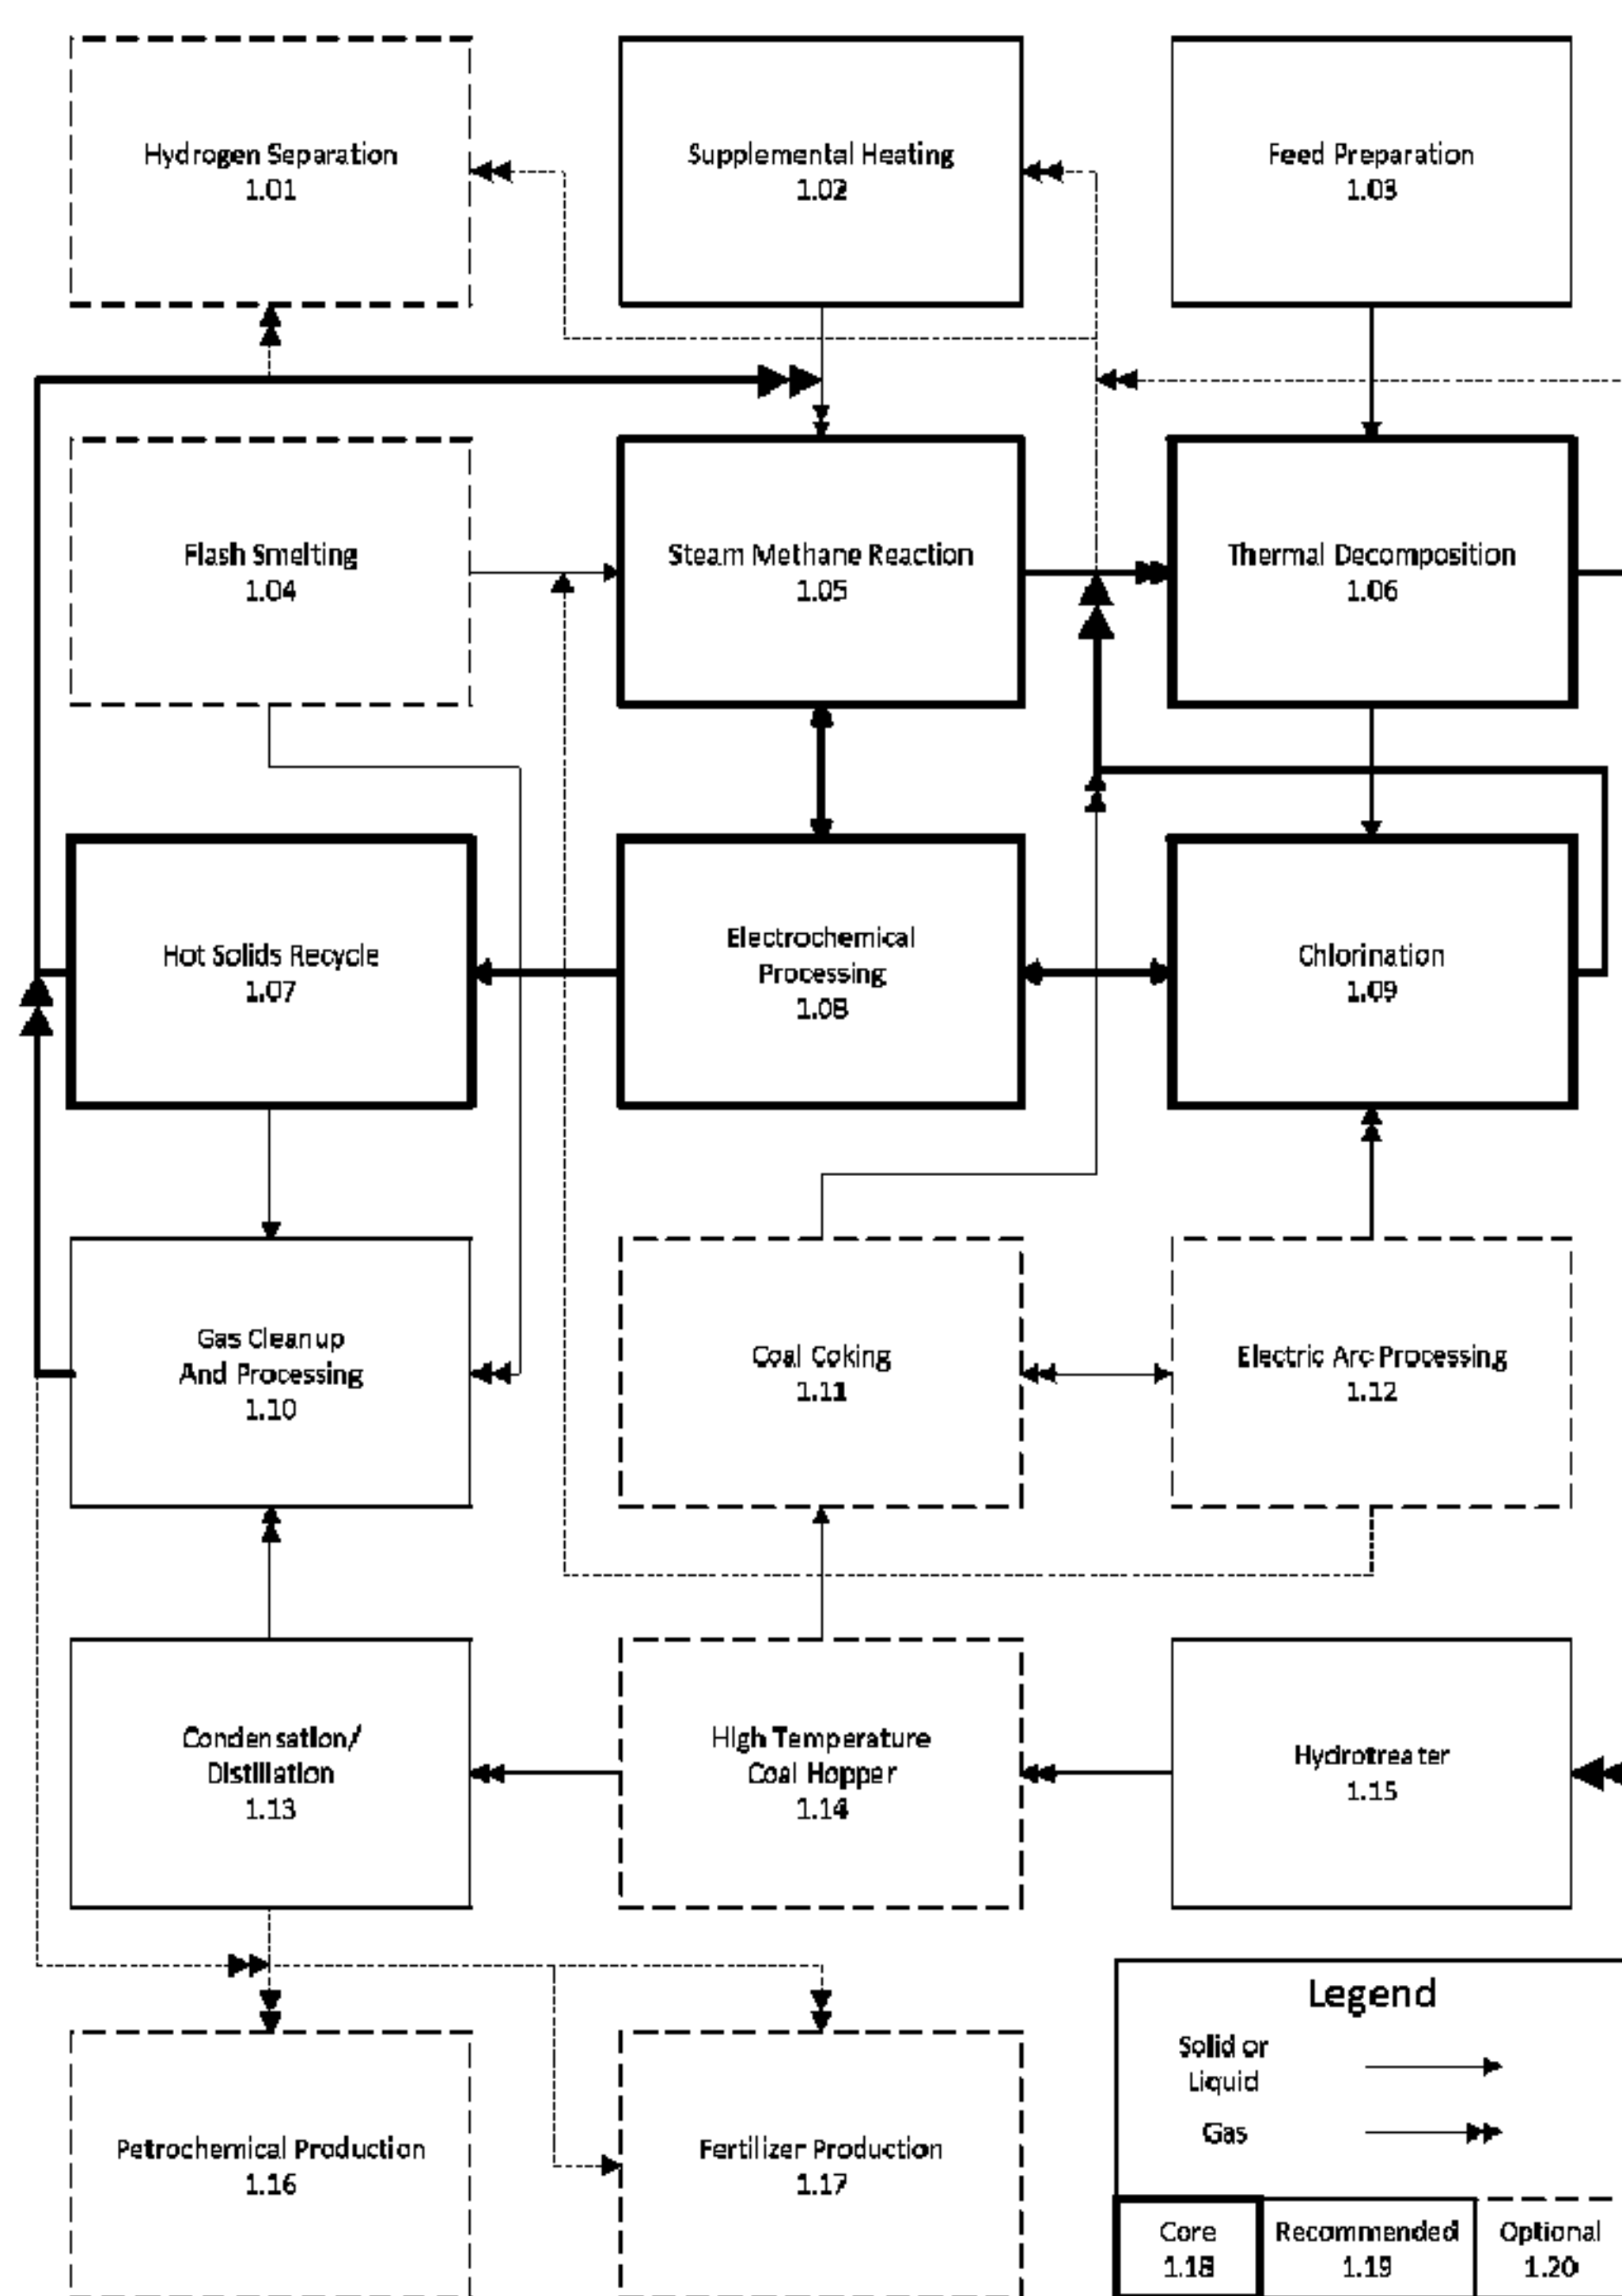 Hydrogen Separation
1.01
Supplemental Heating
1.02
Feed Preparation
1.03
Flash Smelting
1.04
Steam Methane Reaction
1.05
Thermal Decomposition
1.06
Hot Solids Recycle
1.07
Electrochemical
Processing
1.08
Chlorination
1.09
Gas Cleanup
And Processing
1.10
Coal Coking
1.11
Electric Arc Processing
1.12
Condensation/
Distillation
1.13
High Temperature
Coal Hopper
1.14
Hydrotreater
1.15
Petrochemical Production
1.16
Fertilizer Production
1.17
Legend
Solid or
Liquid
Gas
Core
1.18
Recommended
1.19
Optional
1.20